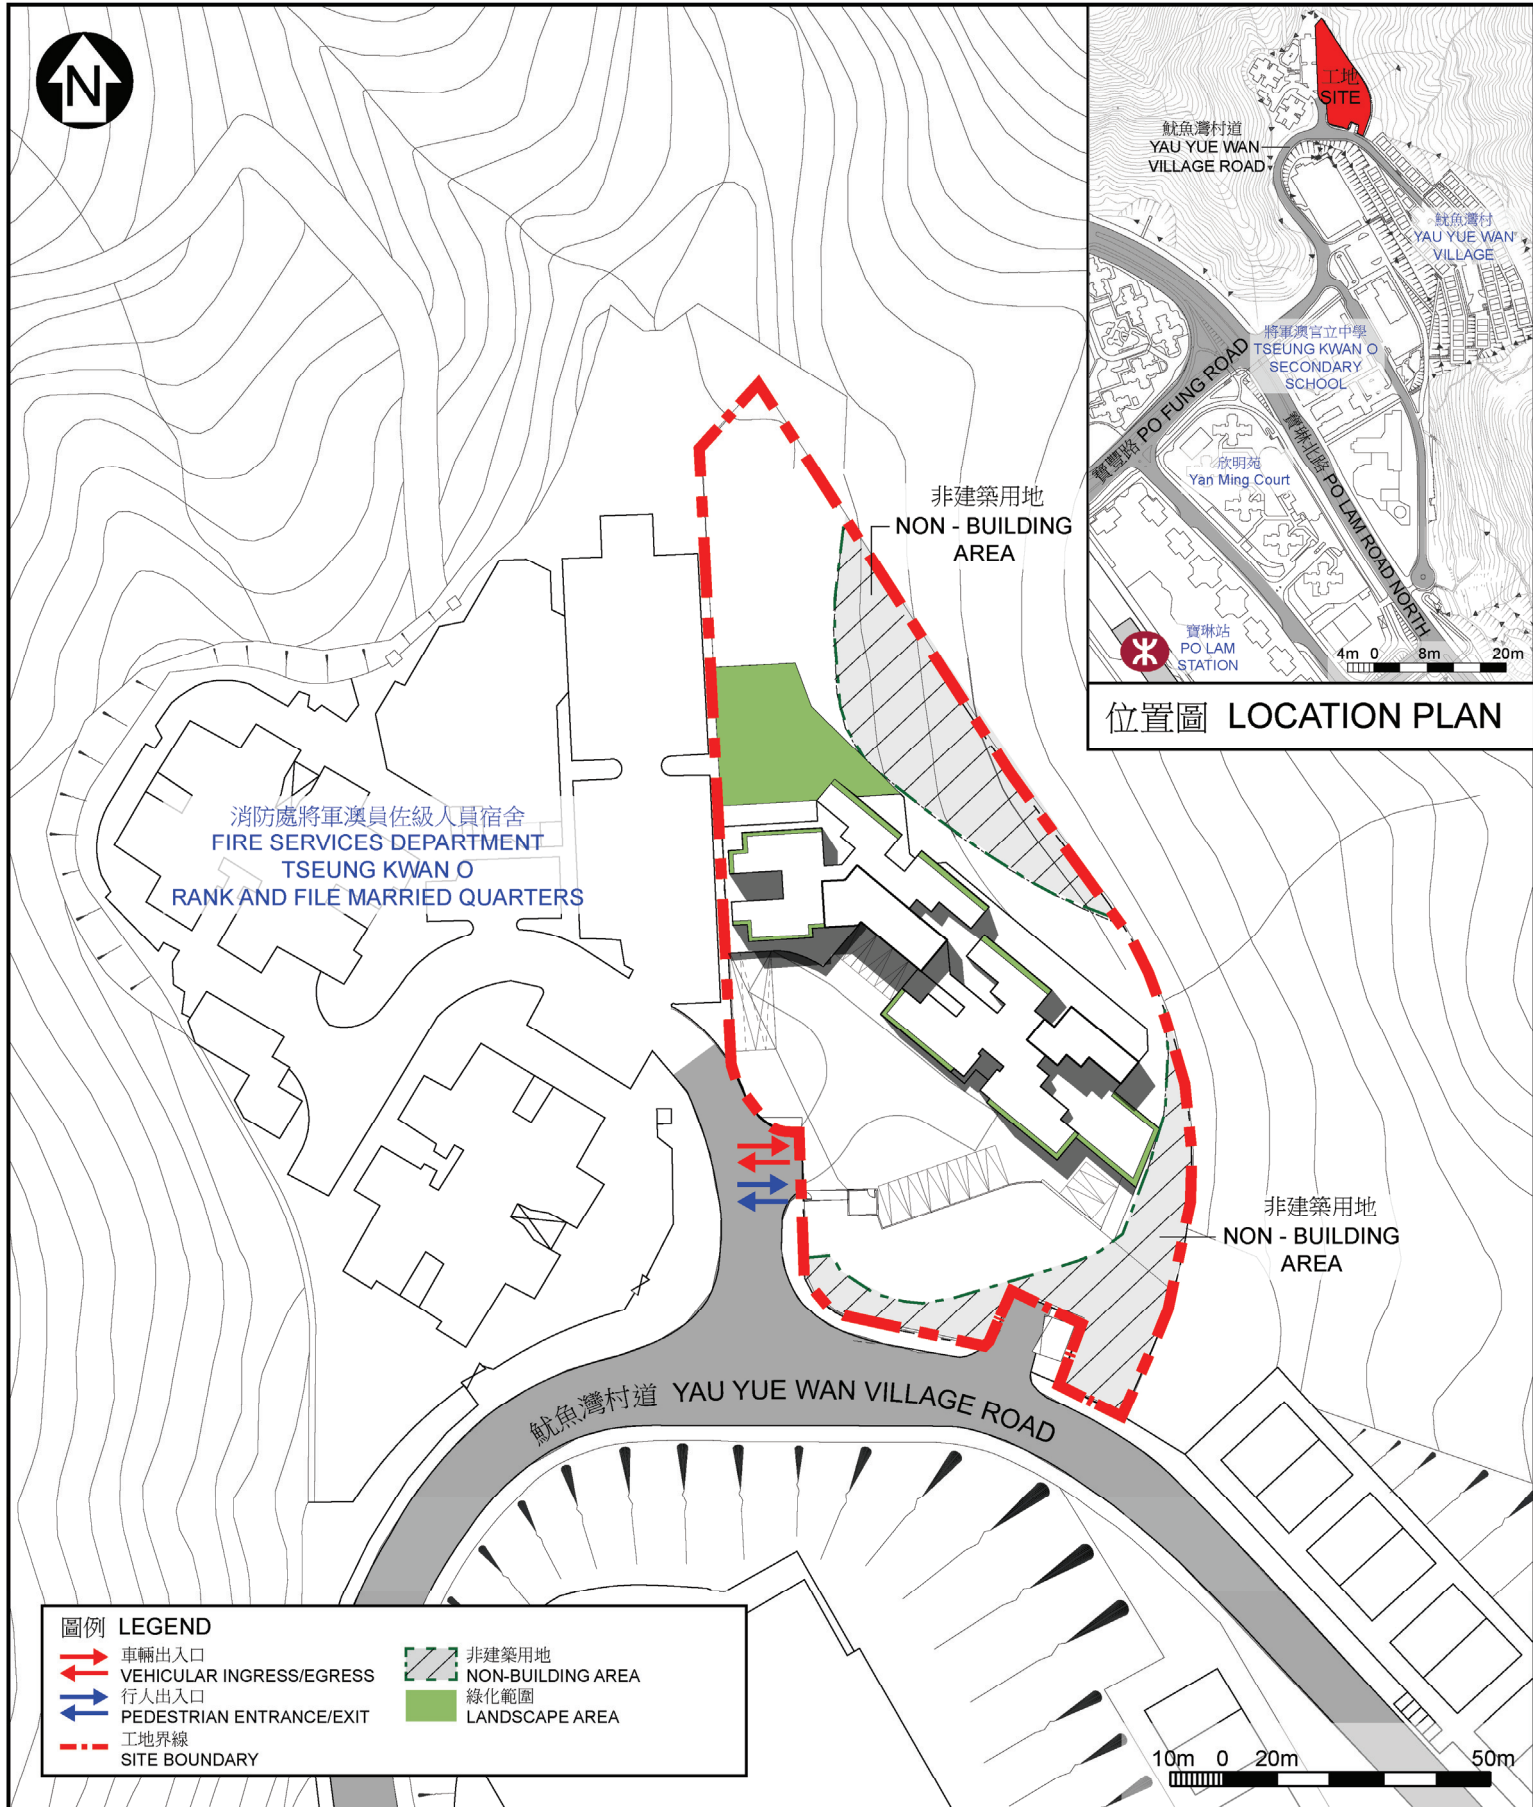 N
工地
SITE
鱿魚灣村道
YAU YUE WAN
VILLAGE ROAD
鱿魚灣村
YAU YUE WAN
VILLAGE
將軍澳官立中學
TSEUNG KWAN O
SECONDARY
SCHOOL
寶豐路 PO FUNG ROAD
寶琳北路 PO LAM ROAD NORTH
欣明苑
Yan Ming Court
寶琳站
PO LAM
STATION
4m 0 8m 20m
位置圖 LOCATION PLAN
非建築用地
NON - BUILDING
AREA
消防處將軍澳員佐級人員宿舍
FIRE SERVICES DEPARTMENT
TSEUNG KWAN O
RANK AND FILE MARRIED QUARTERS
非建築用地
NON - BUILDING
AREA
鱿魚灣村道 YAU YUE WAN VILLAGE ROAD
圖例 LEGEND
車輛出入口
VEHICULAR INGRESS/EGRESS
行人出入口
PEDESTRIAN ENTRANCE/EXIT
工地界線
SITE BOUNDARY
非建築用地
NON-BUILDING AREA
綠化範圍
LANDSCAPE AREA
10m 0 20m 50m